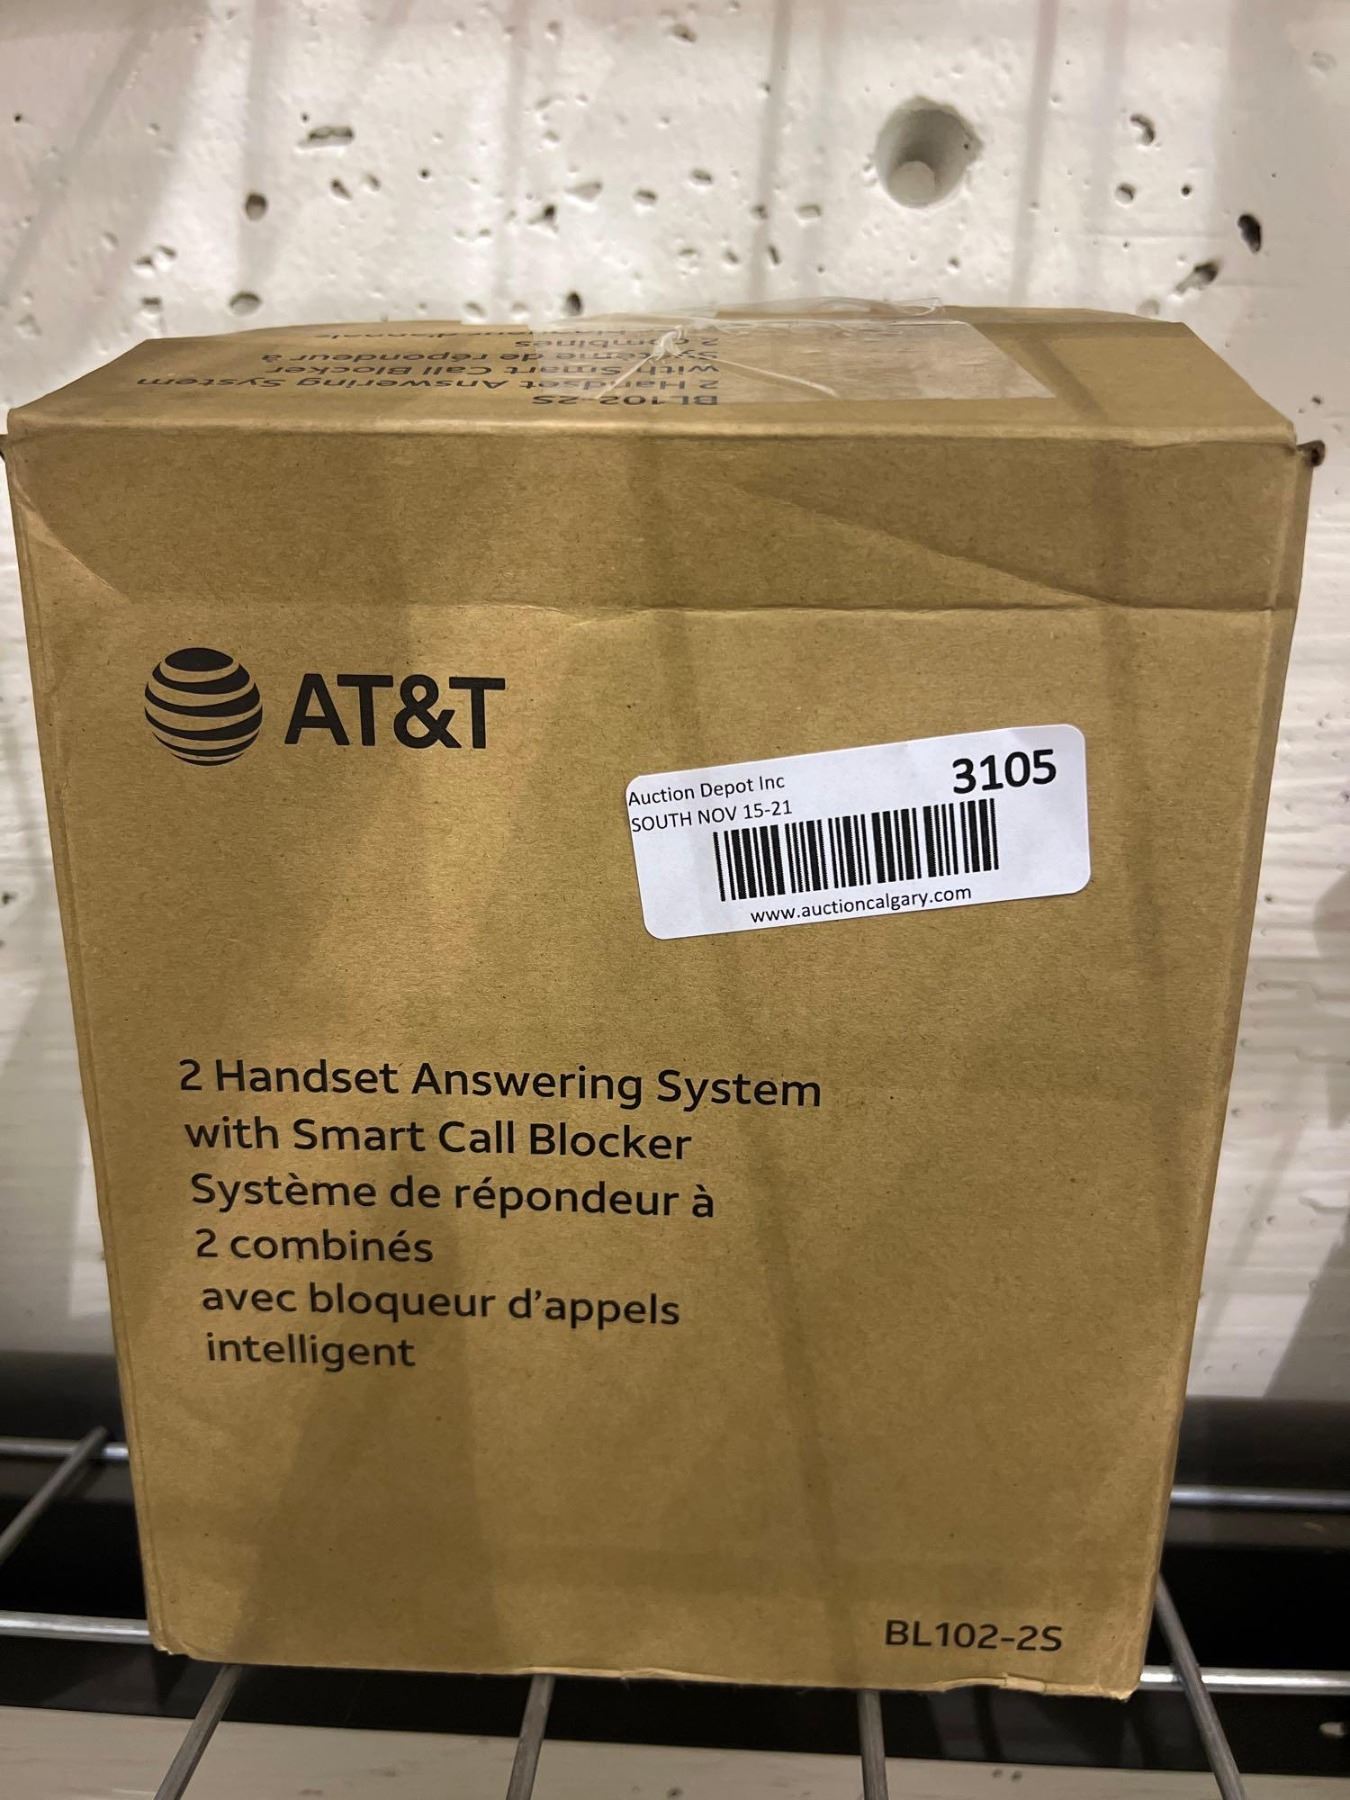 BL102-2S
2 Handset Answering System
with Smart Call Blocker
Système de répondeur à
2 combinés
AT&T
Auction Depot Inc
3105
SOUTH NOV 15-21
www.auctioncalgary.com
2 Handset Answering System
with Smart Call Blocker
Système de répondeur à
2 combinés
avec bloqueur d'appels
intelligent
BL102-2S